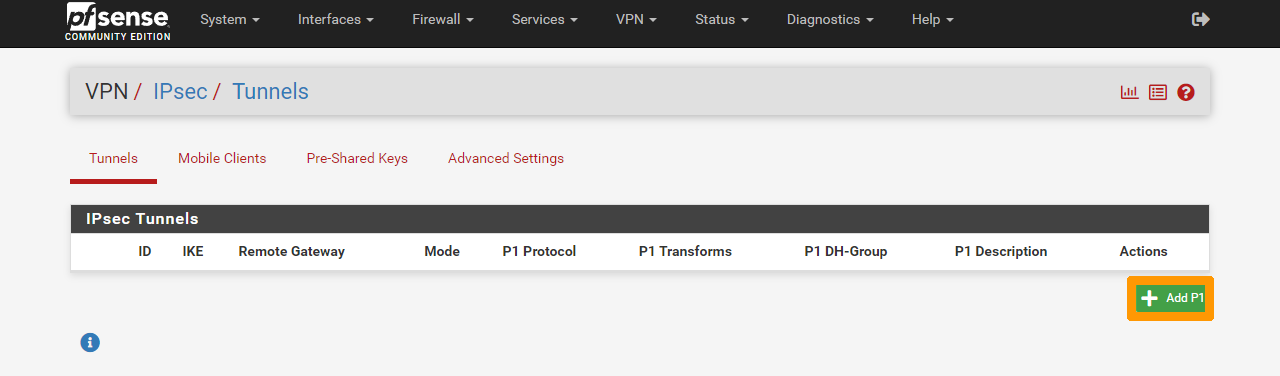 pfsense
COMMUNITY EDITION
System Interfaces Firewall Services VPN Status Diagnostics Help
VPN / IPsec / Tunnels
Tunnels Mobile Clients Pre-Shared Keys Advanced Settings
IPsec Tunnels
ID IKE Remote Gateway Mode P1 Protocol P1 Transforms P1 DH-Group P1 Description Actions
Add P1